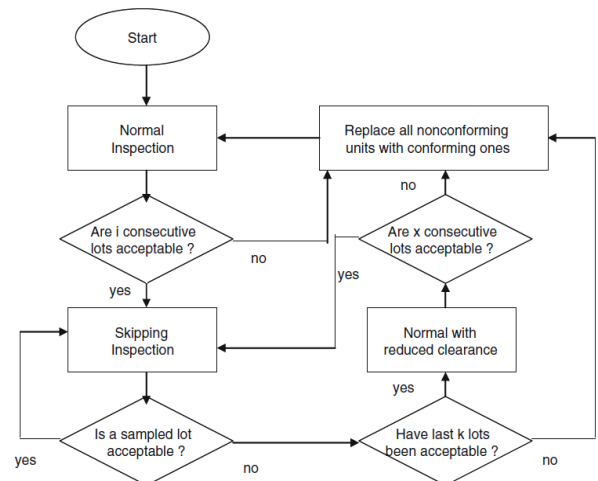 Start
Normal
Inspection
Replace all nonconforming
units with conforming ones
no
Are i consecutive
lots acceptable ?
Are x consecutive
lots acceptable ?
no
yes
yes
Skipping
Inspection
Normal with
reduced clearance
yes
Is a sampled lot
acceptable ?
Have last k lots
been acceptable ?
yes
no
no